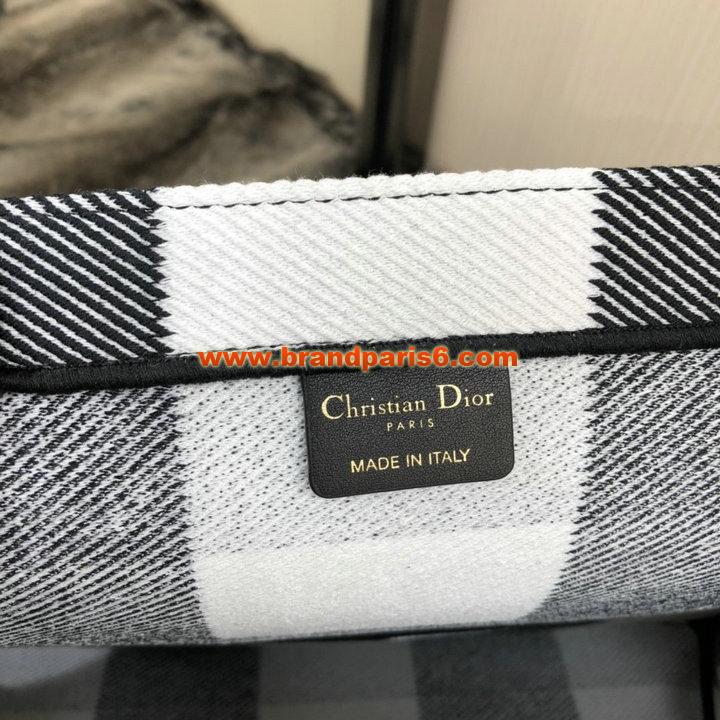 www.brandparis6.com
Christian Dior
PARIS
MADE IN ITALY